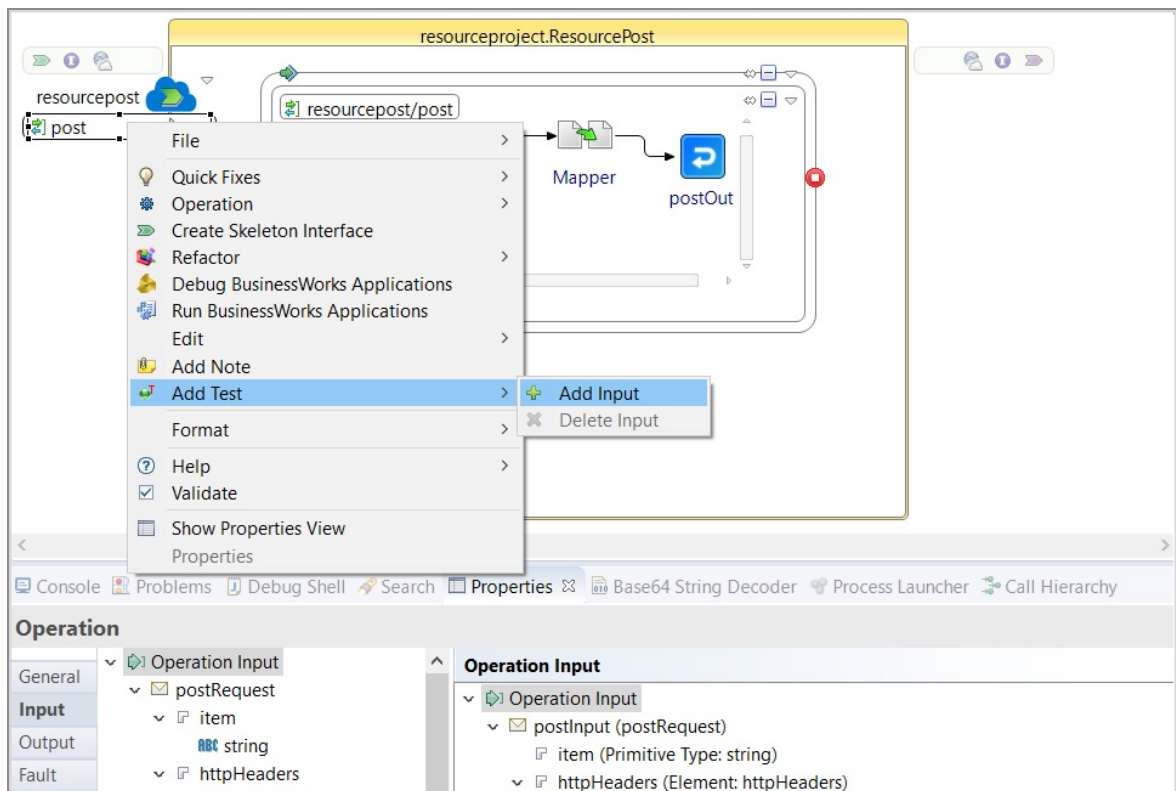 resourceproject.ResourcePost
resourcepost
post
resourcepost/post
Mapper
postOut
File
Quick Fixes
Operation
Create Skeleton Interface
Refactor
Debug BusinessWorks Applications
Run BusinessWorks Applications
Edit
Add Note
Add Test
Add Input
Delete Input
Format
Help
Validate
Show Properties View
Properties
Console Problems Debug Shell Search Properties Base64 String Decoder Process Launcher Call Hierarchy
Operation
General
Input
Output
Fault
Operation Input
postRequest
item
ABC string
httpHeaders
Operation Input
Operation Input
postInput (postRequest)
item (Primitive Type: string)
httpHeaders (Element: httpHeaders)